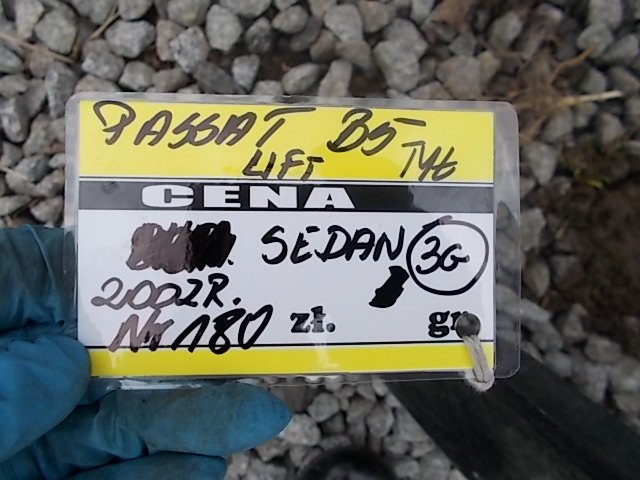 PASSAT B5
LIFT Tył
CENA
SEDAN 3G
2002R.
Nr 180 zł. gr